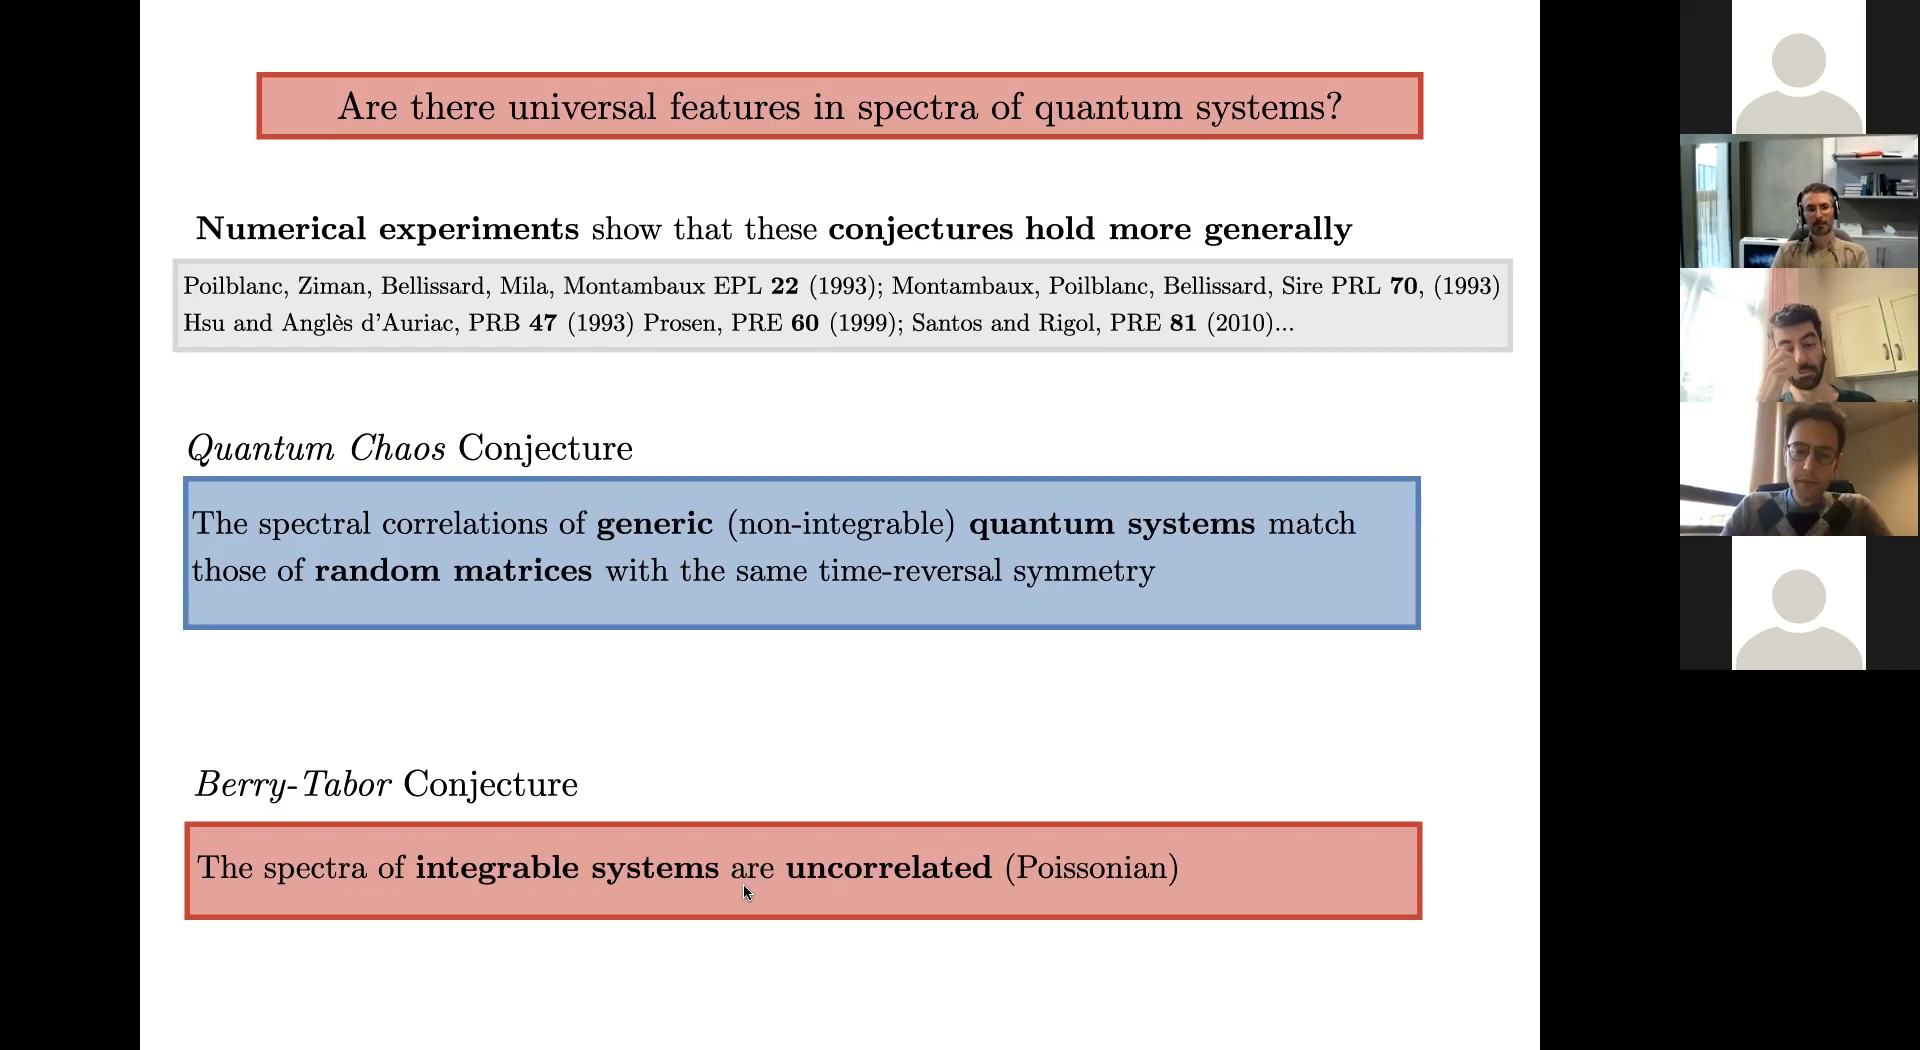 Are there universal features in spectra of quantum systems?
Numerical experiments show that these conjectures hold more generally
Poilblanc, Ziman, Bellissard, Mila, Montambaux EPL 22 (1993); Montambaux, Poilblanc, Bellissard, Sire PRL 70, (1993)
Hsu and Anglès d'Auriac, PRB 47 (1993) Prosen, PRE 60 (1999); Santos and Rigol, PRE 81 (2010)...
Quantum Chaos Conjecture
The spectral correlations of generic (non-integrable) quantum systems match
those of random matrices with the same time-reversal symmetry
Berry-Tabor Conjecture
The spectra of integrable systems are uncorrelated (Poissonian)